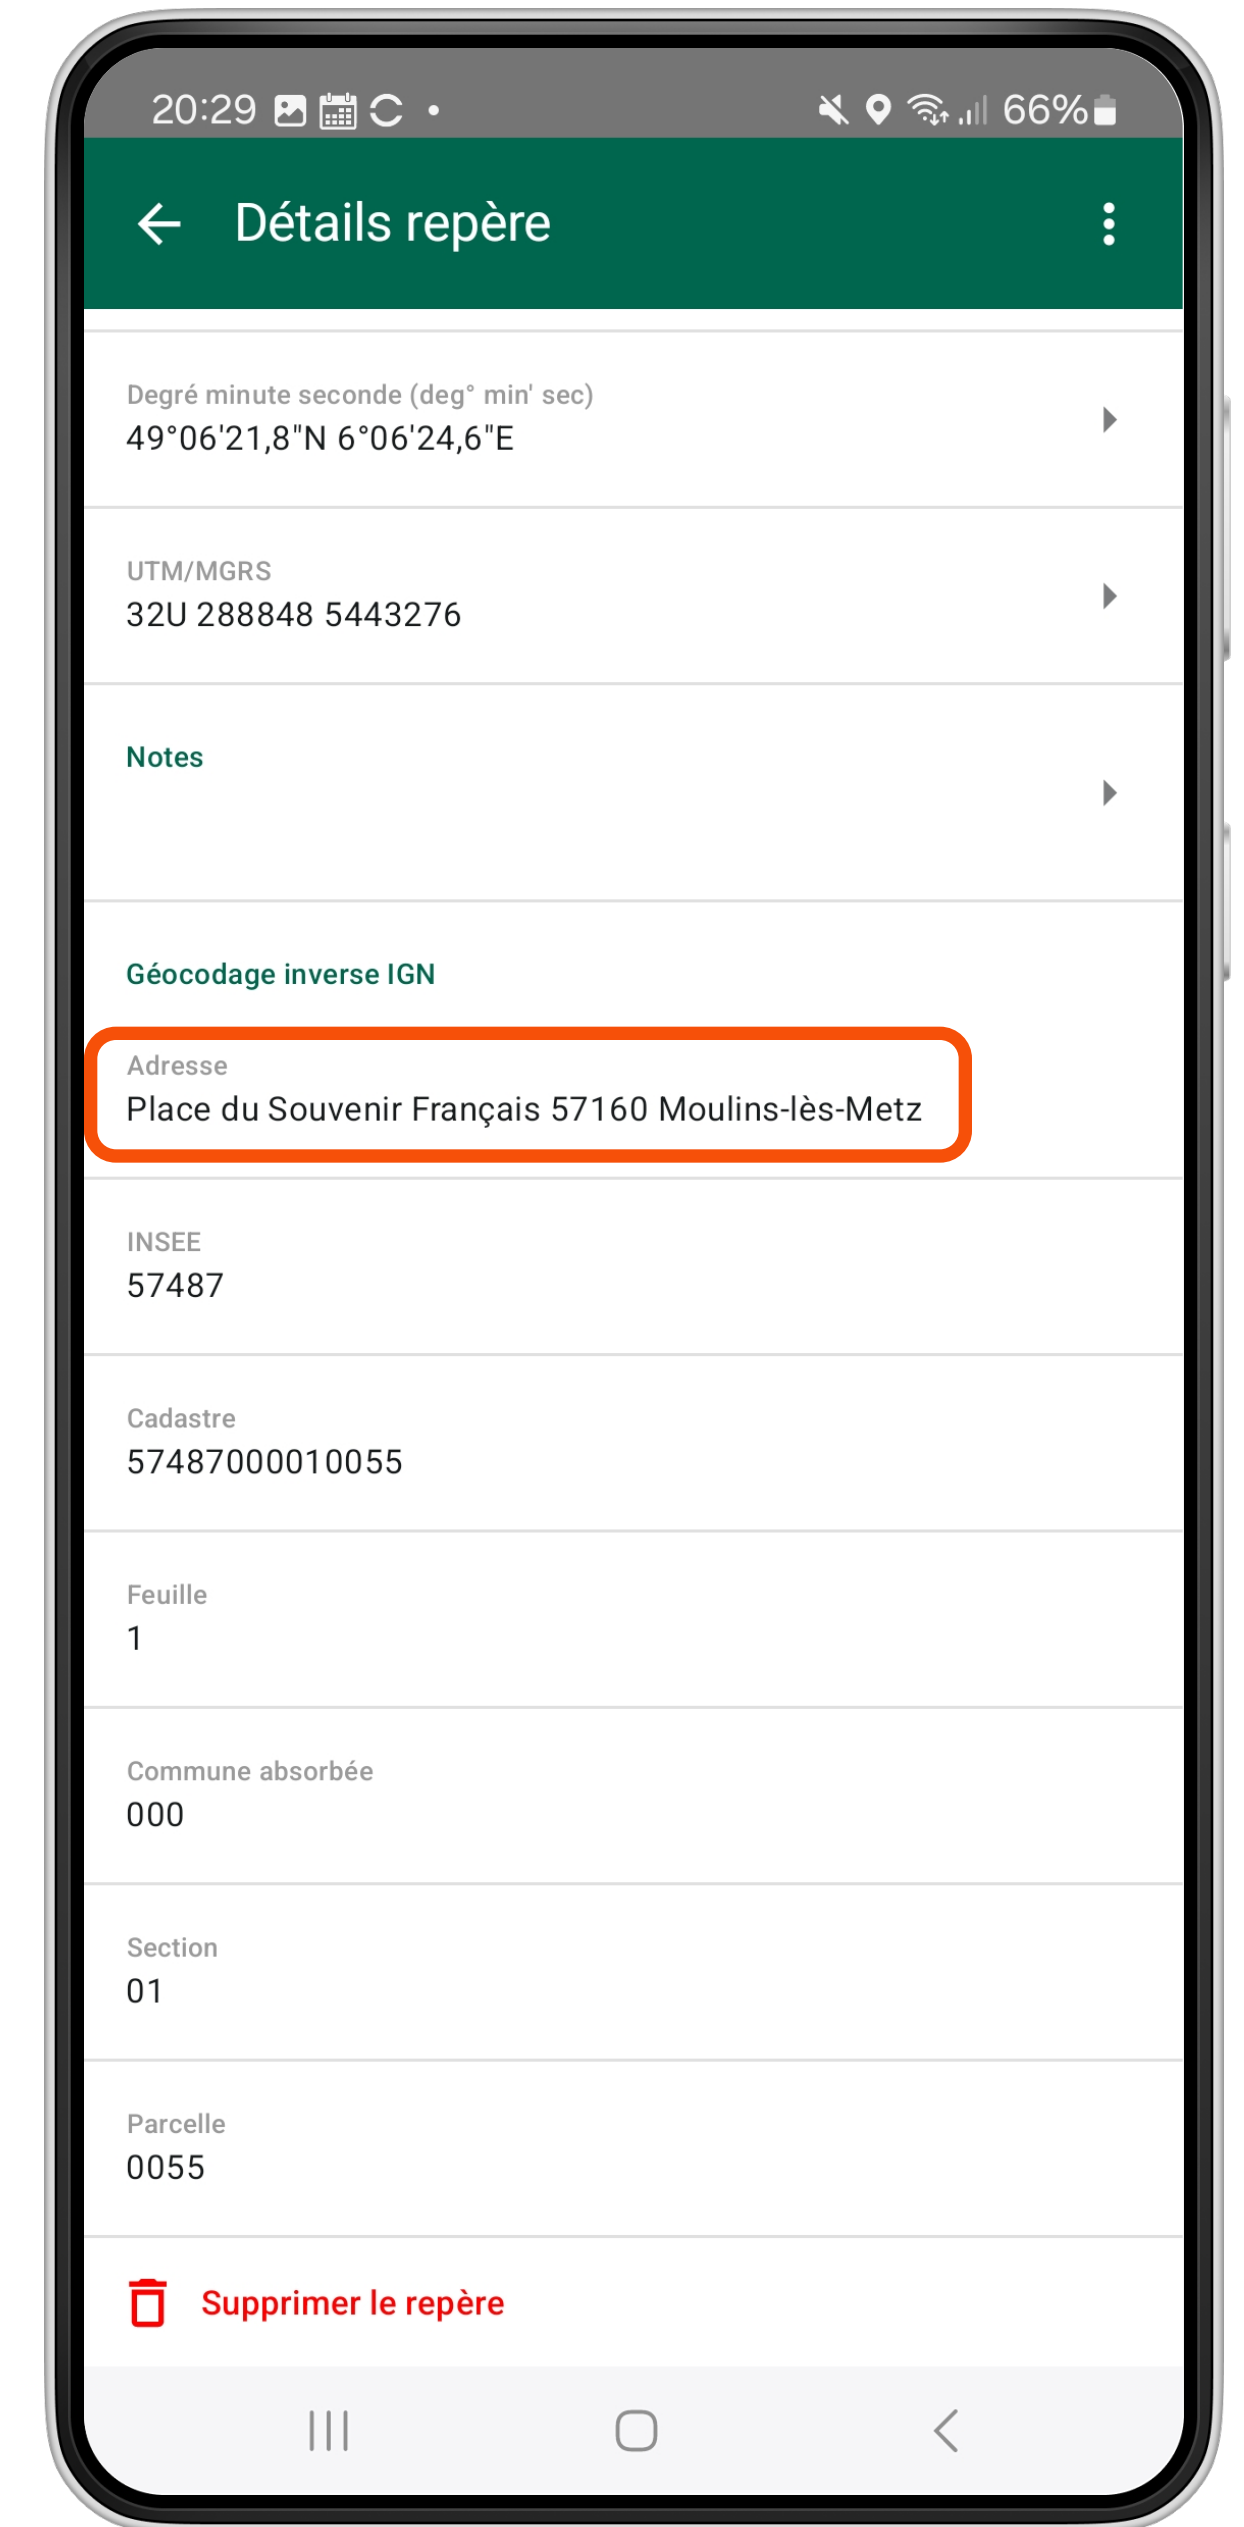 20:29 66%
Détails repère
Degré minute seconde (deg° min' sec)
49°06'21,8"N 6°06'24,6"E
UTM/MGRS
32U 288848 5443276
Notes
Géocodage inverse IGN
Adresse
Place du Souvenir Français 57160 Moulins-lès-Metz
INSEE
57487
Cadastre
57487000010055
Feuille
1
Commune absorbée
000
Section
01
Parcelle
0055
Supprimer le repère